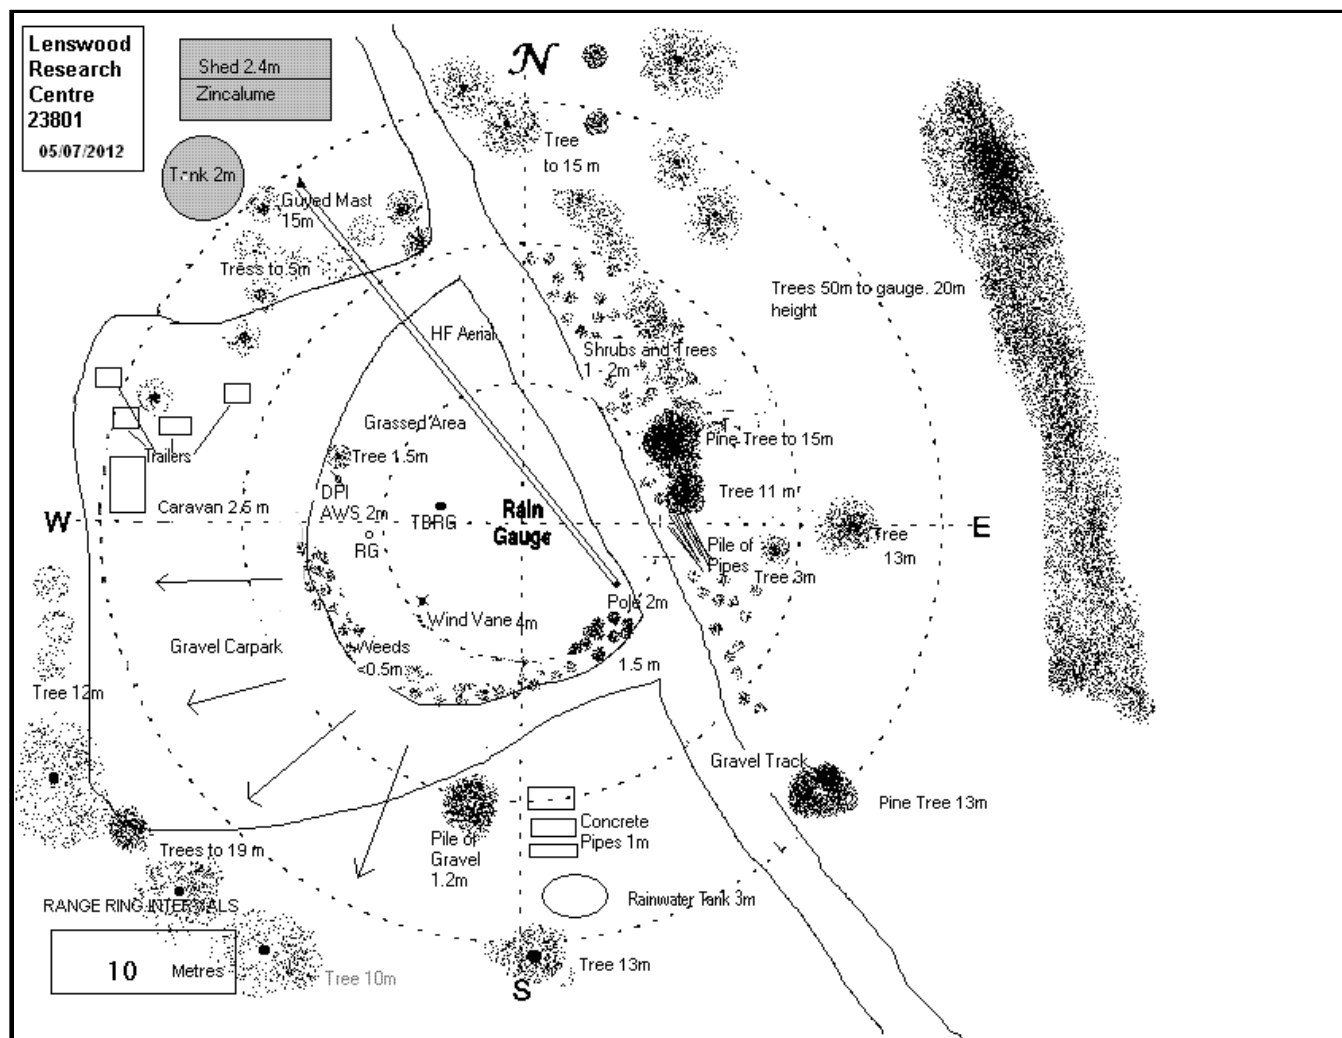 Lenswood
Research
Centre
23801
05/07/2012
Shed 2.4m
Zincalume
N
Tank 2m
Guyed Mast
15m
Tree
to 15 m
Tress to 5m
Trees 50m to gauge. 20m
height
HF Aerial
Shrubs and Trees
1 - 2m
Grassed Area
Pine Tree to 15m
Trailers
Tree 1.5m
DPI
AWS 2m
TBRG
RG
Rain
Gauge
Tree 11 m
Caravan 2.6 m
W
E
Pile of
Pipes
Tree
13m
Tree 3m
Pole 2m
Wind Vane 4m
Gravel Carpark
Weeds
<0.5m
1.5 m
Tree 12m
Gravel Track
Pine Tree 13m
Concrete
Pipes 1m
Pile of
Gravel
1.2m
Trees to 19 m
Rainwater Tank 3m
RANGE RING INTERVALS
10 Metres
Tree 10m
Tree 13m
S